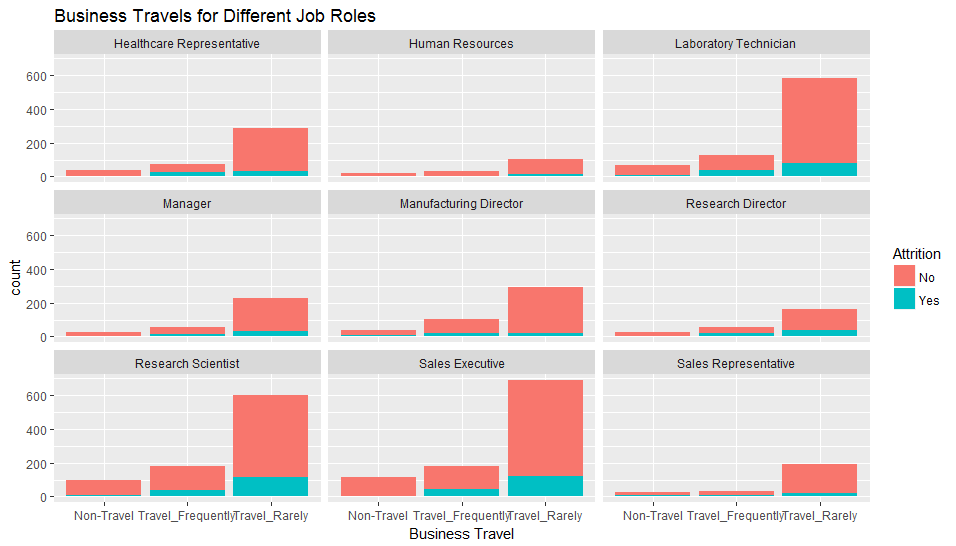 Business Travels for Different Job Roles
Healthcare Representative
Human Resources
Laboratory Technician
600
400
200
0
Manager
Manufacturing Director
Research Director
600
400
200
0
Research Scientist
Sales Executive
Sales Representative
600
400
200
0
count
Non-Travel Travel_Frequently Travel_Rarely
Non-Travel Travel_Frequently Travel_Rarely
Non-Travel Travel_Frequently Travel_Rarely
Business Travel
Attrition
No
Yes